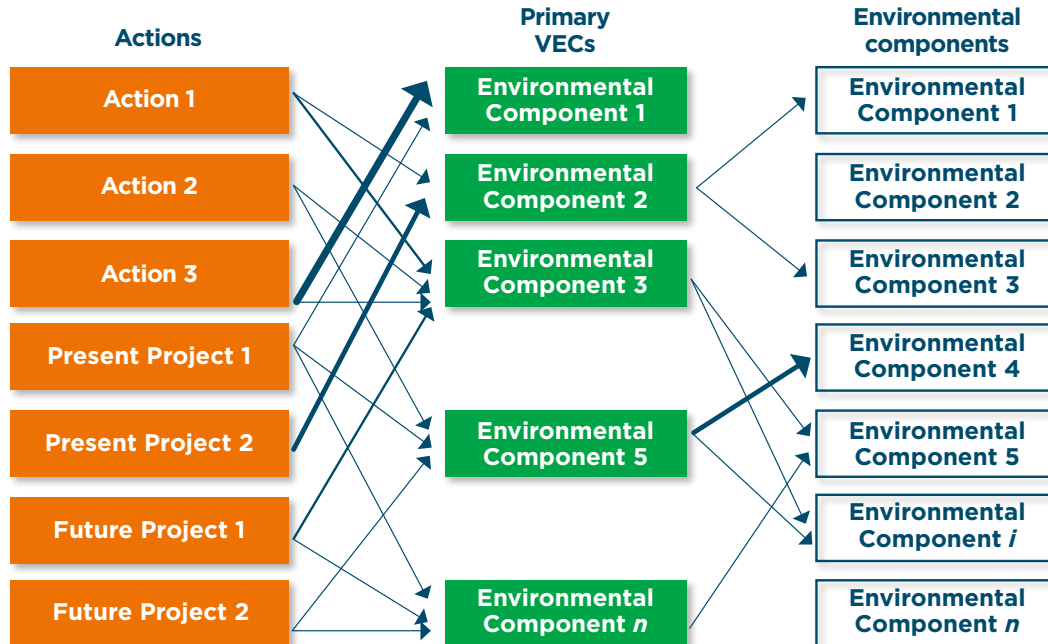 Actions
Primary
VECs
Environmental
components
Action 1
Action 2
Action 3
Present Project 1
Present Project 2
Future Project 1
Future Project 2
Environmental
Component 1
Environmental
Component 2
Environmental
Component 3
Environmental
Component 5
Environmental
Component n
Environmental
Component 1
Environmental
Component 2
Environmental
Component 3
Environmental
Component 4
Environmental
Component 5
Environmental
Component i
Environmental
Component n